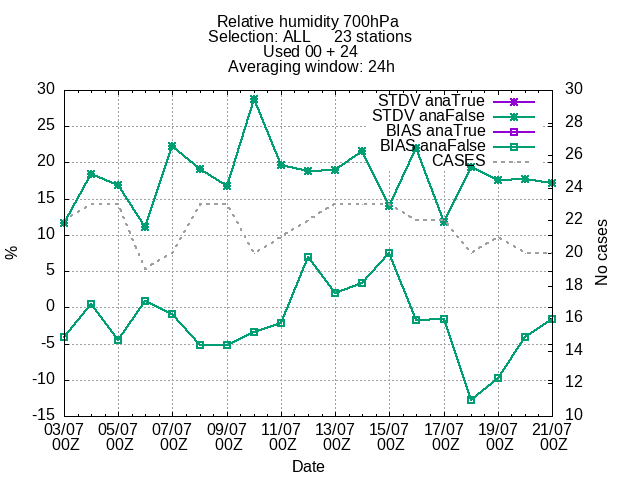 Relative humidity 700hPa
Selection: ALL 23 stations
Used 00 + 24
Averaging window: 24h
STDV anaTrue
STDV anaFalse
BIAS anaTrue
BIAS anaFalse
CASES
30
25
20
15
10
5
0
-5
-10
-15
%
30
28
26
24
22
20
18
16
14
12
10
No cases
03/07 05/07 07/07 09/07 11/07 13/07 15/07 17/07 19/07 21/07
00Z 00Z 00Z 00Z 00Z 00Z 00Z 00Z 00Z 00Z
Date